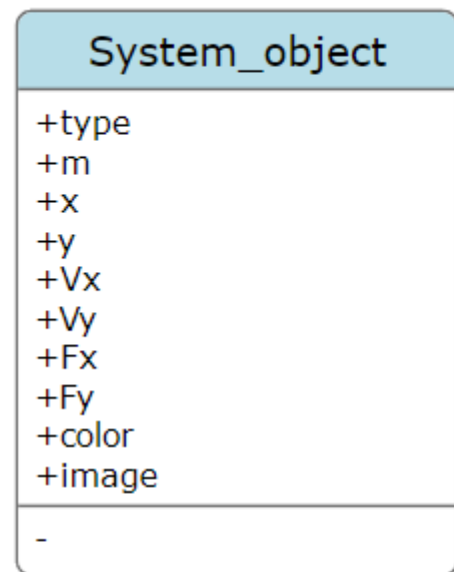 System_object
+type
+m
+x
+y
+Vx
+Vy
+Fx
+Fy
+color
+image
-